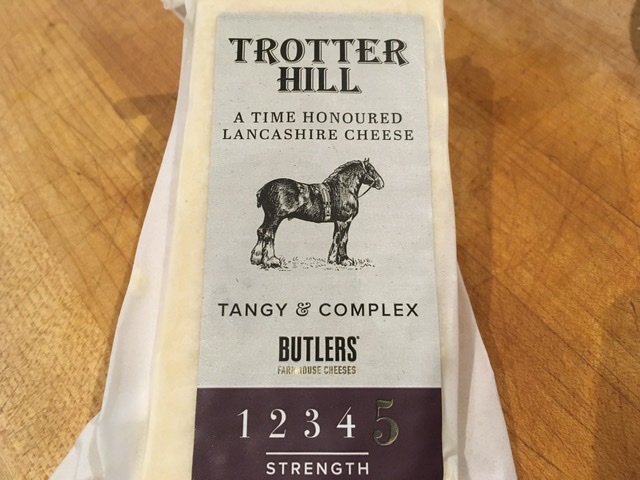 TROTTER
HILL
A TIME HONOURED
LANCASHIRE CHEESE
TANGY & COMPLEX
BUTLERS
FARMHOUSE CHEESES
1 2 3 4 5
STRENGTH